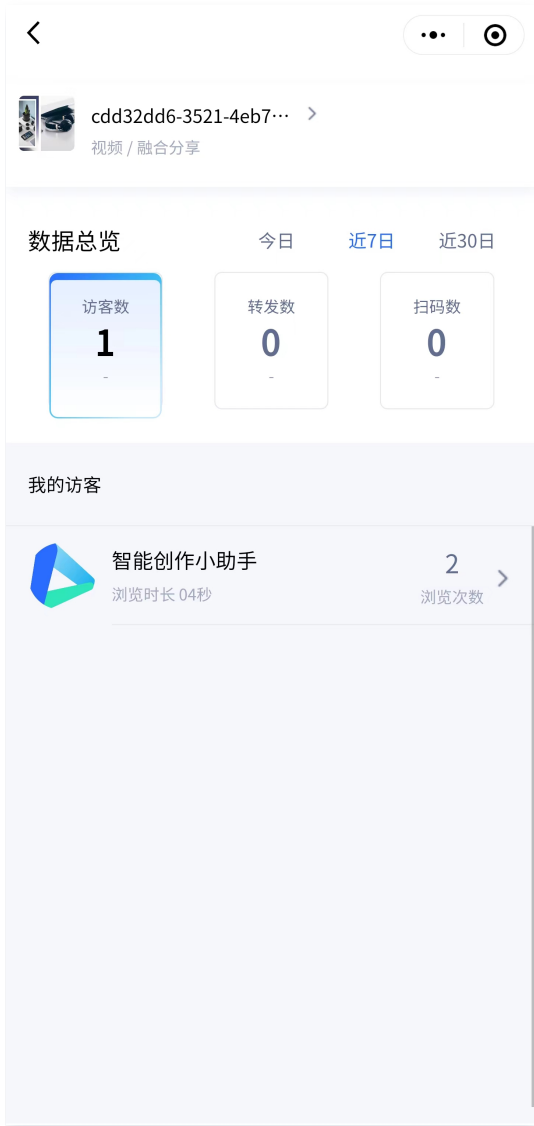 cdd32dd6-3521-4eb7···
视频 / 融合分享
数据总览
今日
近7日
近30日
访客数
1
-
转发数
0
-
扫码数
0
-
我的访客
智能创作小助手
浏览时长 04秒
2
浏览次数